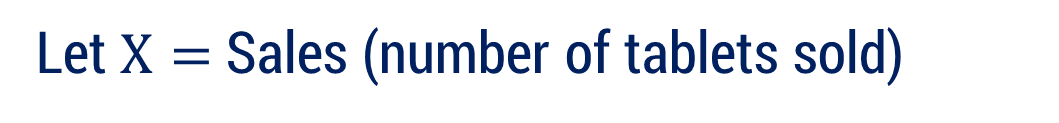 Let X = Sales (number of tablets sold)